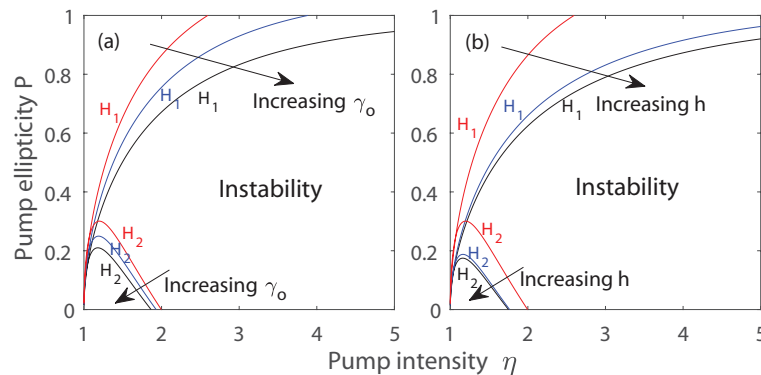 (a)
H₁
H₁
H₁
Increasing γₒ
Instability
H₂
H₂
H₂
Increasing γₒ
Pump ellipticity P
1
0.8
0.6
0.4
0.2
0
1 2 3 4 5
(b)
H₁
H₁
H₁
Increasing h
Instability
H₂
H₂
H₂
Increasing h
1
0.8
0.6
0.4
0.2
0
1 2 3 4 5
Pump intensity η